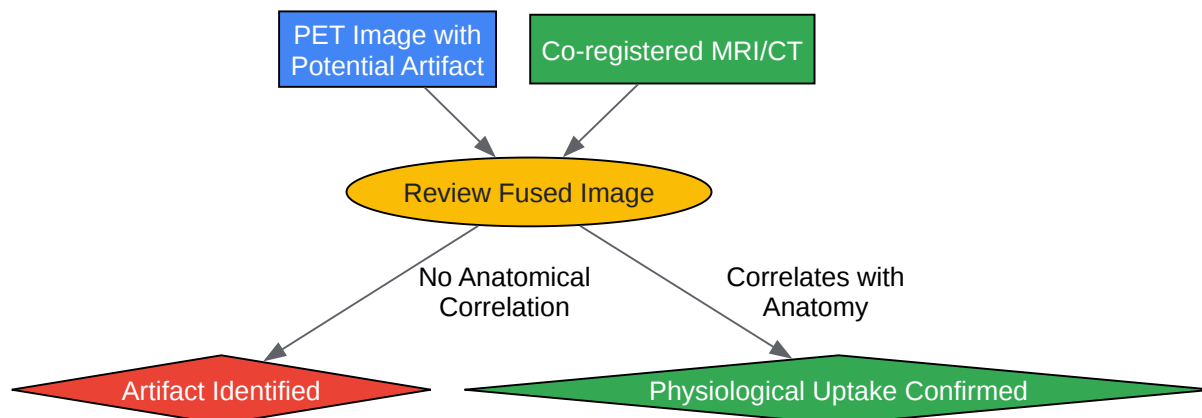 PET Image with
Potential Artifact
Co-registered MRI/CT
Review Fused Image
No Anatomical
Correlation
Correlates with
Anatomy
Artifact Identified
Physiological Uptake Confirmed